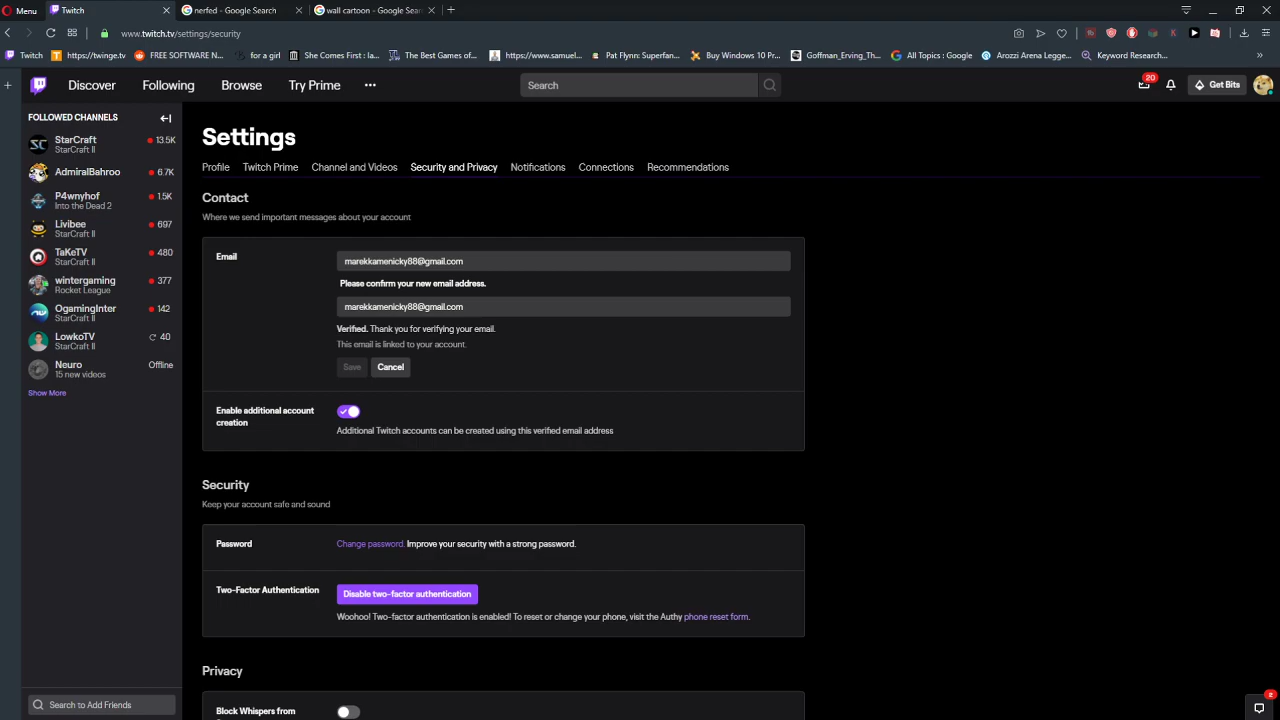 Menu
Twitch
nerfed - Google Search
wall cartoon - Google Sear
www.twitch.tv/settings/security
Twitch
https://twinge.tv
FREE SOFTWARE N...
for a girl
She Comes First : la...
The Best Games of...
https://www.samuel...
Pat Flynn: Superfan...
Buy Windows 10 Pr...
Goffman_Erving_Th...
All Topics : Google
Arozzi Arena Legge...
Keyword Research...
Discover
Following
Browse
Try Prime
Search
20
Get Bits
FOLLOWED CHANNELS
StarCraft
13.5K
StarCraft II
AdmiralBahroo
6.7K
P4wnyhof
1.5K
Into the Dead 2
Livibee
697
StarCraft II
TaKeTV
480
StarCraft II
wintergaming
377
Rocket League
OgamingInter
142
StarCraft II
LowkoTV
40
StarCraft II
Neuro
Offline
15 new videos
Show More
Search to Add Friends
Settings
Profile
Twitch Prime
Channel and Videos
Security and Privacy
Notifications
Connections
Recommendations
Contact
Where we send important messages about your account
Email
marekkamenicky88@gmail.com
Please confirm your new email address.
marekkamenicky88@gmail.com
Verified. Thank you for verifying your email.
This email is linked to your account.
Save
Cancel
Enable additional account
creation
Additional Twitch accounts can be created using this verified email address
Security
Keep your account safe and sound
Password
Change password. Improve your security with a strong password.
Two-Factor Authentication
Disable two-factor authentication
Woohoo! Two-factor authentication is enabled! To reset or change your phone, visit the Authy phone reset form.
Privacy
Block Whispers from
2